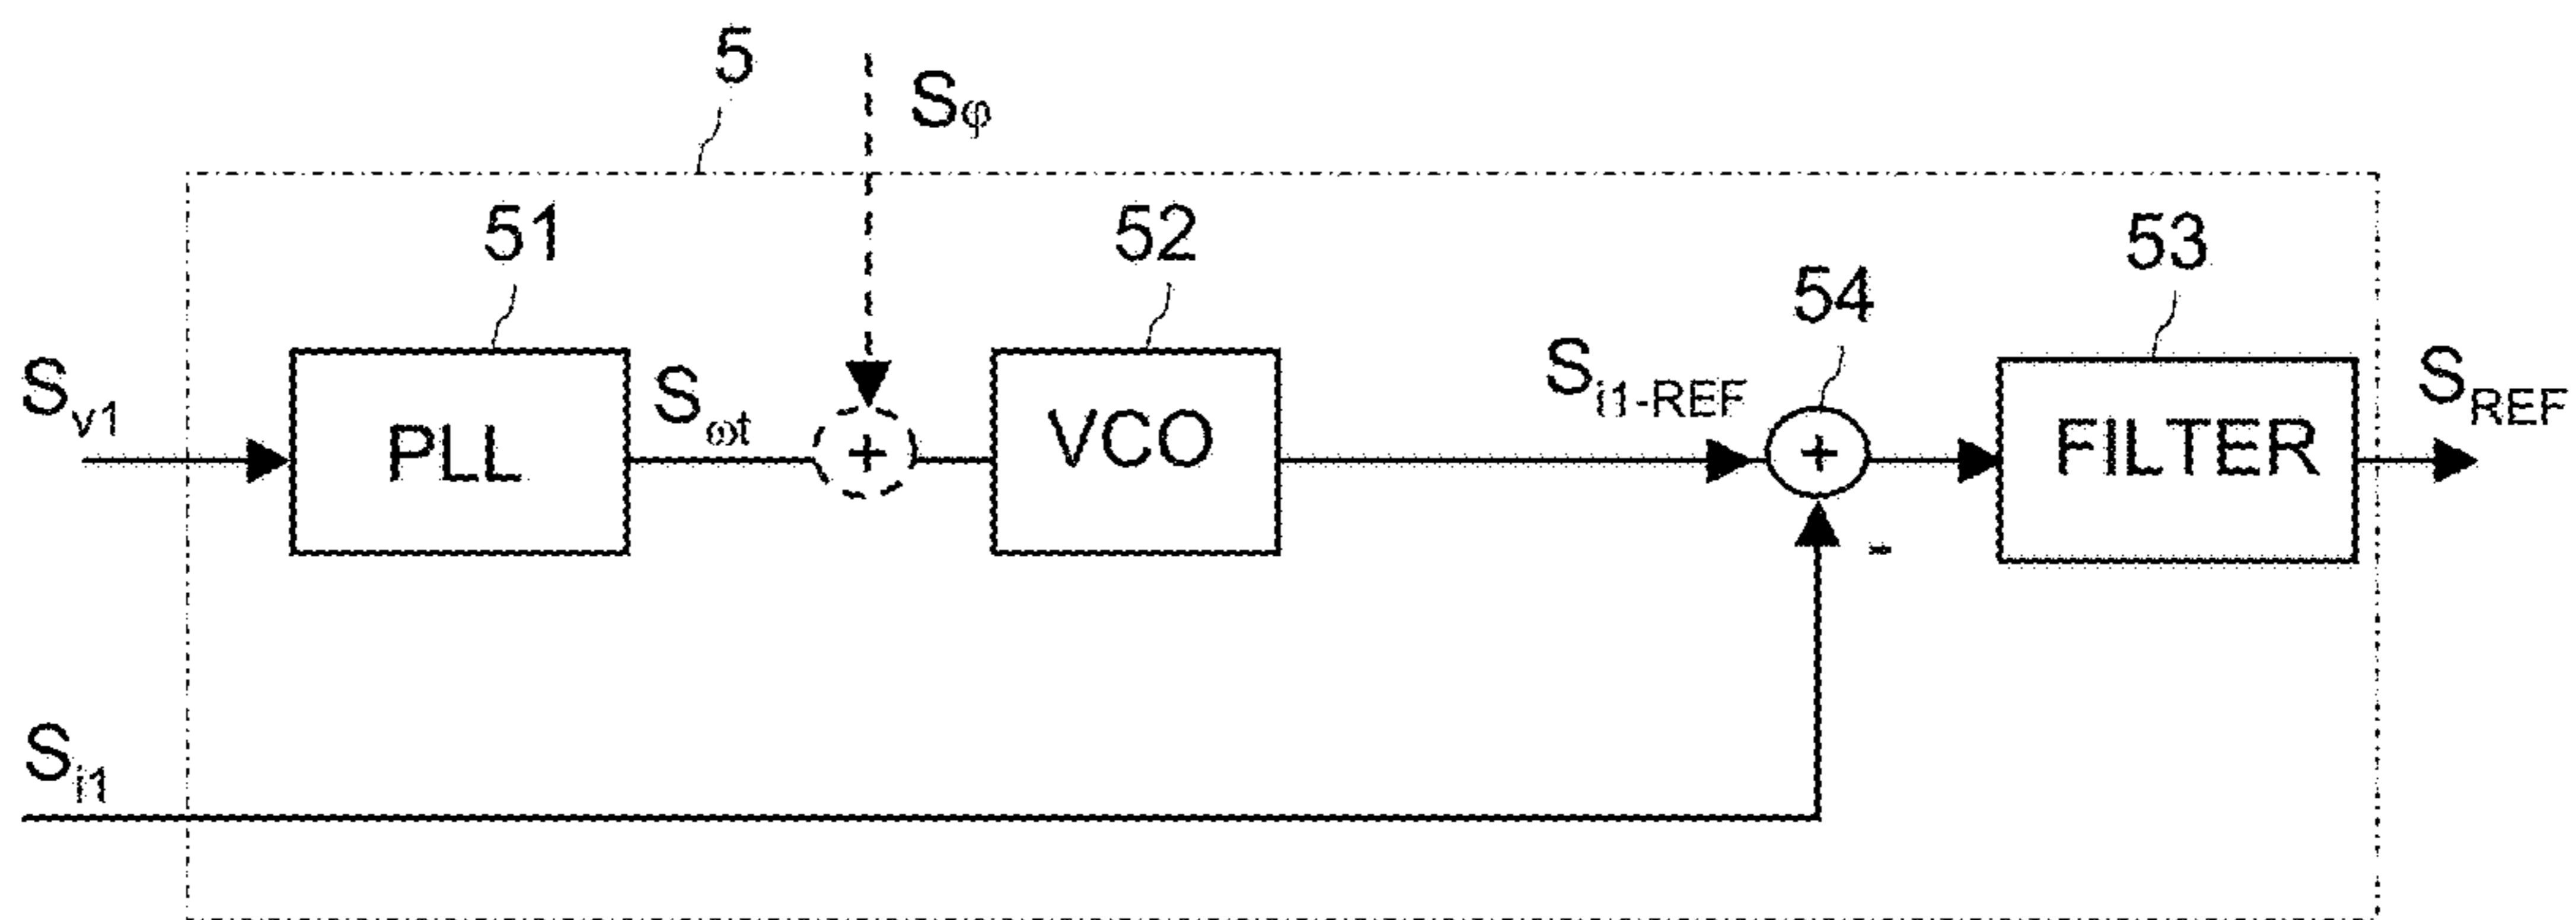 5
Sφ
51
52
53
54
Sv1
PLL
Sωt
+
VCO
Si1-REF
+
FILTER
SREF
-
Si1